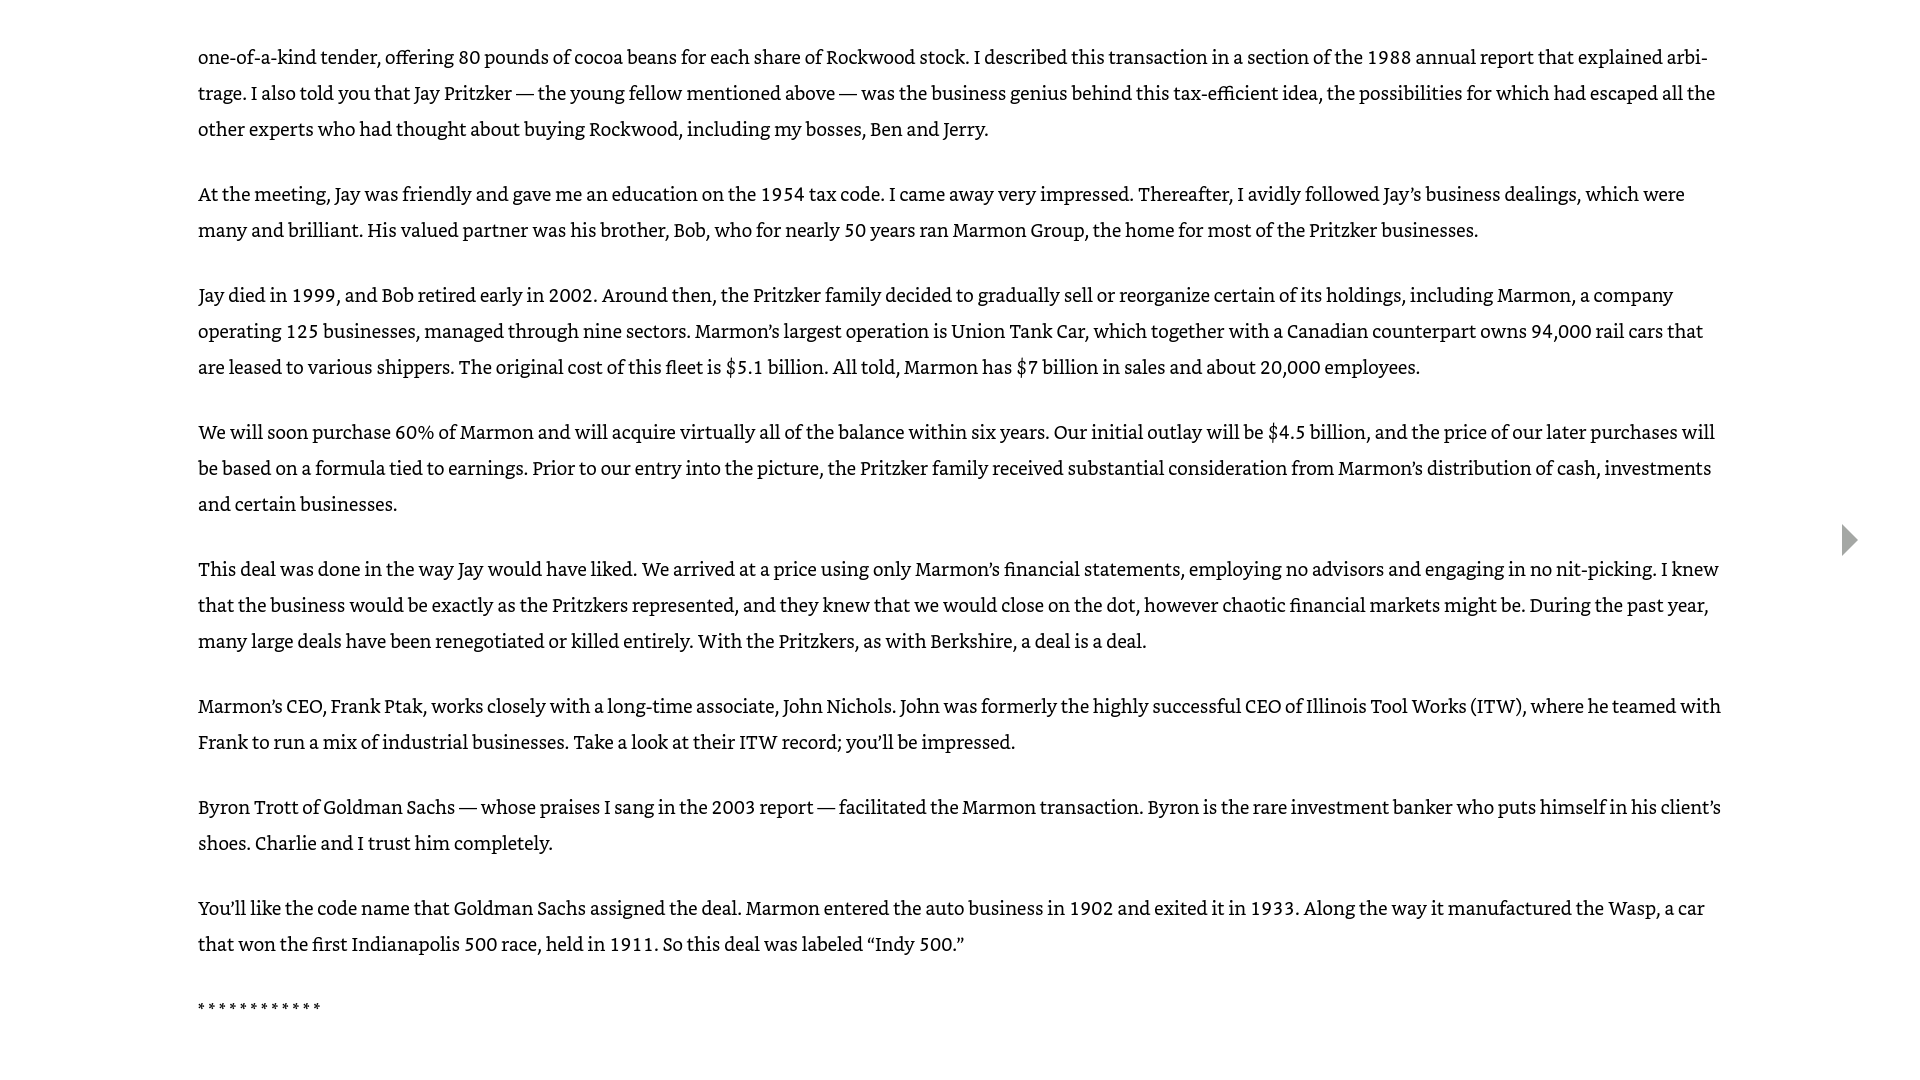 one-of-a-kind tender, offering 80 pounds of cocoa beans for each share of Rockwood stock. I described this transaction in a section of the 1988 annual report that explained arbi-
trage. I also told you that Jay Pritzker — the young fellow mentioned above — was the business genius behind this tax-efficient idea, the possibilities for which had escaped all the
other experts who had thought about buying Rockwood, including my bosses, Ben and Jerry.
At the meeting, Jay was friendly and gave me an education on the 1954 tax code. I came away very impressed. Thereafter, I avidly followed Jay’s business dealings, which were
many and brilliant. His valued partner was his brother, Bob, who for nearly 50 years ran Marmon Group, the home for most of the Pritzker businesses.
Jay died in 1999, and Bob retired early in 2002. Around then, the Pritzker family decided to gradually sell or reorganize certain of its holdings, including Marmon, a company
operating 125 businesses, managed through nine sectors. Marmon’s largest operation is Union Tank Car, which together with a Canadian counterpart owns 94,000 rail cars that
are leased to various shippers. The original cost of this fleet is $5.1 billion. All told, Marmon has $7 billion in sales and about 20,000 employees.
We will soon purchase 60% of Marmon and will acquire virtually all of the balance within six years. Our initial outlay will be $4.5 billion, and the price of our later purchases will
be based on a formula tied to earnings. Prior to our entry into the picture, the Pritzker family received substantial consideration from Marmon’s distribution of cash, investments
and certain businesses.
This deal was done in the way Jay would have liked. We arrived at a price using only Marmon’s financial statements, employing no advisors and engaging in no nit-picking. I knew
that the business would be exactly as the Pritzkers represented, and they knew that we would close on the dot, however chaotic financial markets might be. During the past year,
many large deals have been renegotiated or killed entirely. With the Pritzkers, as with Berkshire, a deal is a deal.
Marmon’s CEO, Frank Ptak, works closely with a long-time associate, John Nichols. John was formerly the highly successful CEO of Illinois Tool Works (ITW), where he teamed with
Frank to run a mix of industrial businesses. Take a look at their ITW record; you’ll be impressed.
Byron Trott of Goldman Sachs — whose praises I sang in the 2003 report — facilitated the Marmon transaction. Byron is the rare investment banker who puts himself in his client’s
shoes. Charlie and I trust him completely.
You’ll like the code name that Goldman Sachs assigned the deal. Marmon entered the auto business in 1902 and exited it in 1933. Along the way it manufactured the Wasp, a car
that won the first Indianapolis 500 race, held in 1911. So this deal was labeled “Indy 500.”
* * * * * * * * * * * *